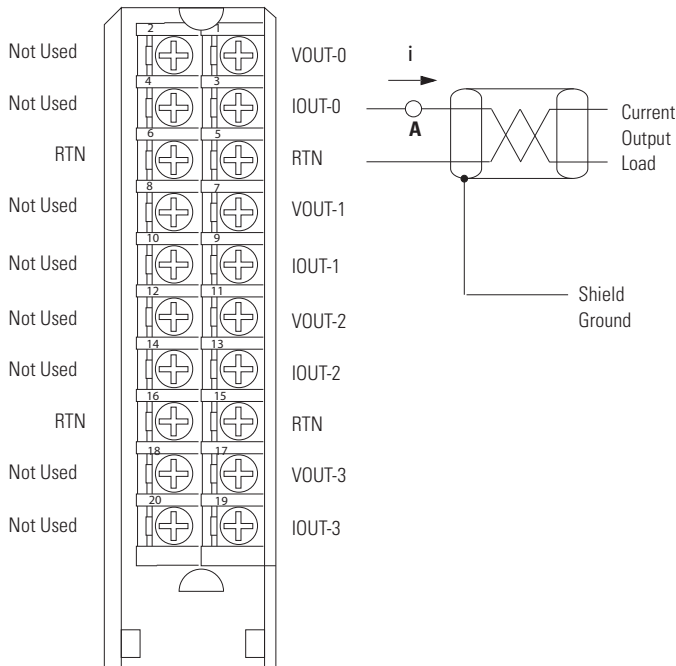 2 1
Not Used VOUT-0
4 3
Not Used IOUT-0
6 5
RTN RTN
8 7
Not Used VOUT-1
10 9
Not Used IOUT-1
12 11
Not Used VOUT-2
14 13
Not Used IOUT-2
16 15
RTN RTN
18 17
Not Used VOUT-3
20 19
Not Used IOUT-3
i
A
Current
Output
Load
Shield
Ground